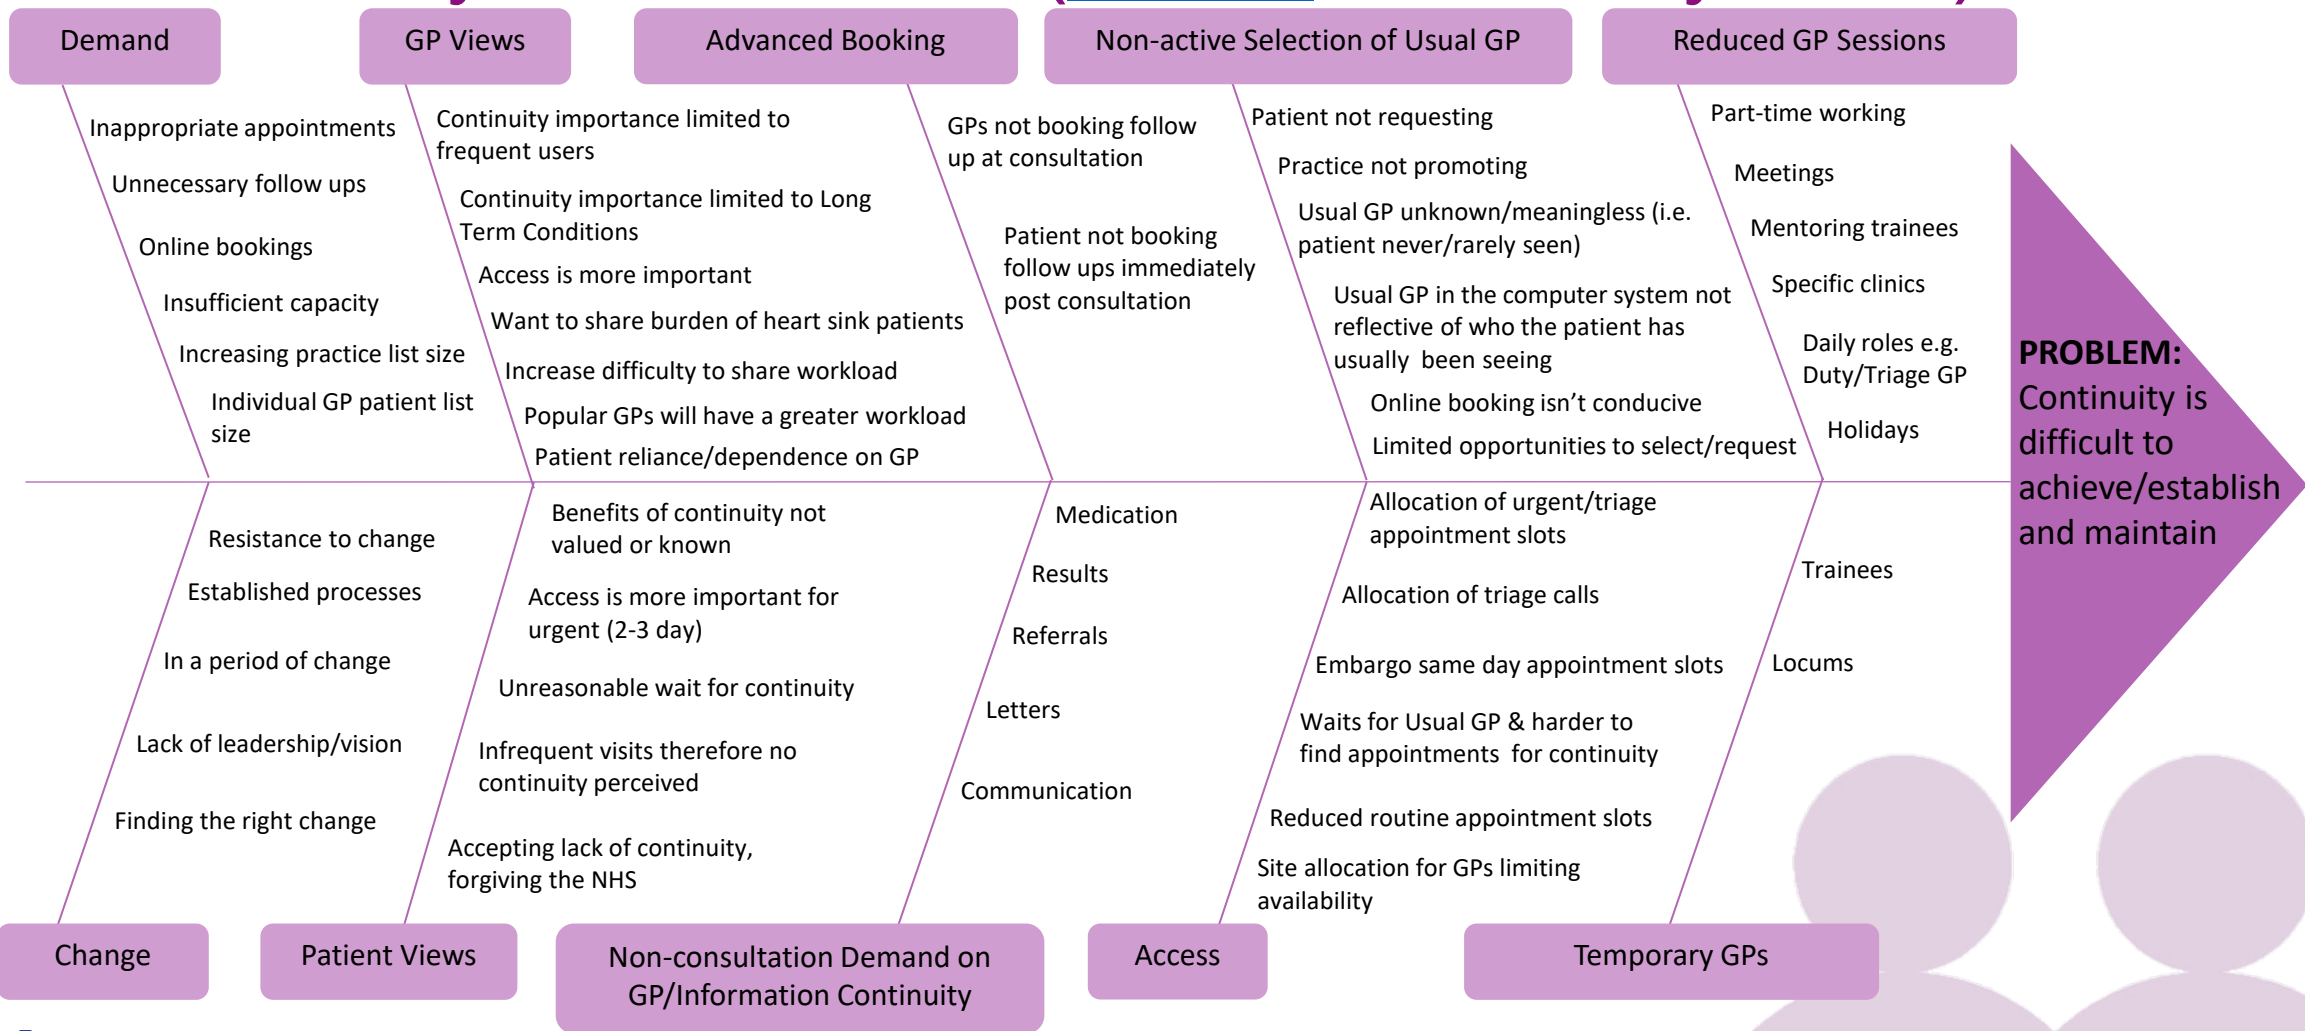 Demand
GP Views
Advanced Booking
Non-active Selection of Usual GP
Reduced GP Sessions
Inappropriate appointments
Unnecessary follow ups
Online bookings
Insufficient capacity
Increasing practice list size
Individual GP patient list
size
Continuity importance limited to
frequent users
Continuity importance limited to Long
Term Conditions
Access is more important
Want to share burden of heart sink patients
Increase difficulty to share workload
Popular GPs will have a greater workload
Patient reliance/dependence on GP
GPs not booking follow
up at consultation
Patient not booking
follow ups immediately
post consultation
Patient not requesting
Practice not promoting
Usual GP unknown/meaningless (i.e.
patient never/rarely seen)
Usual GP in the computer system not
reflective of who the patient has
usually been seeing
Online booking isn't conducive
Limited opportunities to select/request
Part-time working
Meetings
Mentoring trainees
Specific clinics
Daily roles e.g.
Duty/Triage GP
Holidays
PROBLEM:
Continuity is
difficult to
achieve/establish
and maintain
Resistance to change
Established processes
In a period of change
Lack of leadership/vision
Finding the right change
Benefits of continuity not
valued or known
Access is more important for
urgent (2-3 day)
Unreasonable wait for continuity
Infrequent visits therefore no
continuity perceived
Accepting lack of continuity,
forgiving the NHS
Medication
Results
Referrals
Letters
Communication
Allocation of urgent/triage
appointment slots
Allocation of triage calls
Embargo same day appointment slots
Waits for Usual GP & harder to
find appointments for continuity
Reduced routine appointment slots
Site allocation for GPs limiting
availability
Trainees
Locums
Change
Patient Views
Non-consultation Demand on
GP/Information Continuity
Access
Temporary GPs